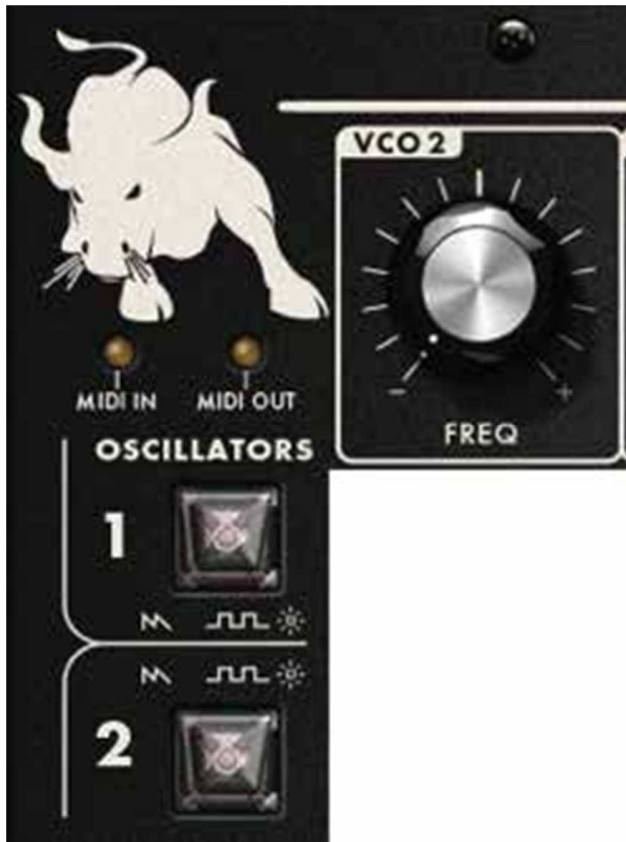 VCO 2
−
+
FREQ
MIDI IN MIDI OUT
OSCILLATORS
1
2